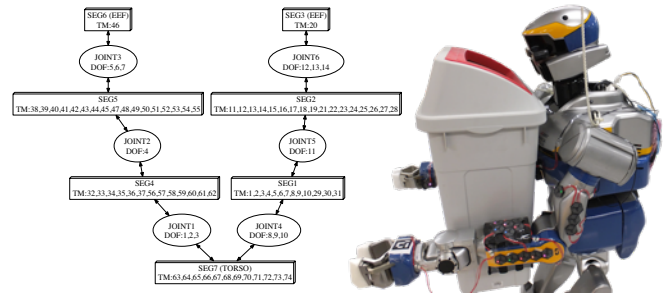 SEG6 (EEF)
TM:46
SEG3 (EEF)
TM:20
JOINT3
DOF:5,6,7
JOINT6
DOF:12,13,14
SEG5
TM:38,39,40,41,42,43,44,45,47,48,49,50,51,52,53,54,55
SEG2
TM:11,12,13,14,15,16,17,18,19,21,22,23,24,25,26,27,28
JOINT2
DOF:4
JOINT5
DOF:11
SEG4
TM:32,33,34,35,36,37,56,57,58,59,60,61,62
SEG1
TM:1,2,3,4,5,6,7,8,9,10,29,30,31
JOINT1
DOF:1,2,3
JOINT4
DOF:8,9,10
SEG7 (TORSO)
TM:63,64,65,66,67,68,69,70,71,72,73,74